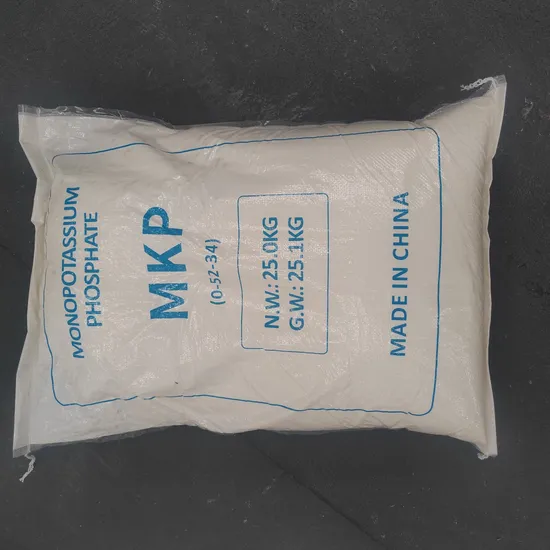 MONOPOTASSIUM
PHOSPHATE
MKP
(0-52-34)
N.W.: 25.0KG
G.W.: 25.1KG
MADE IN CHINA